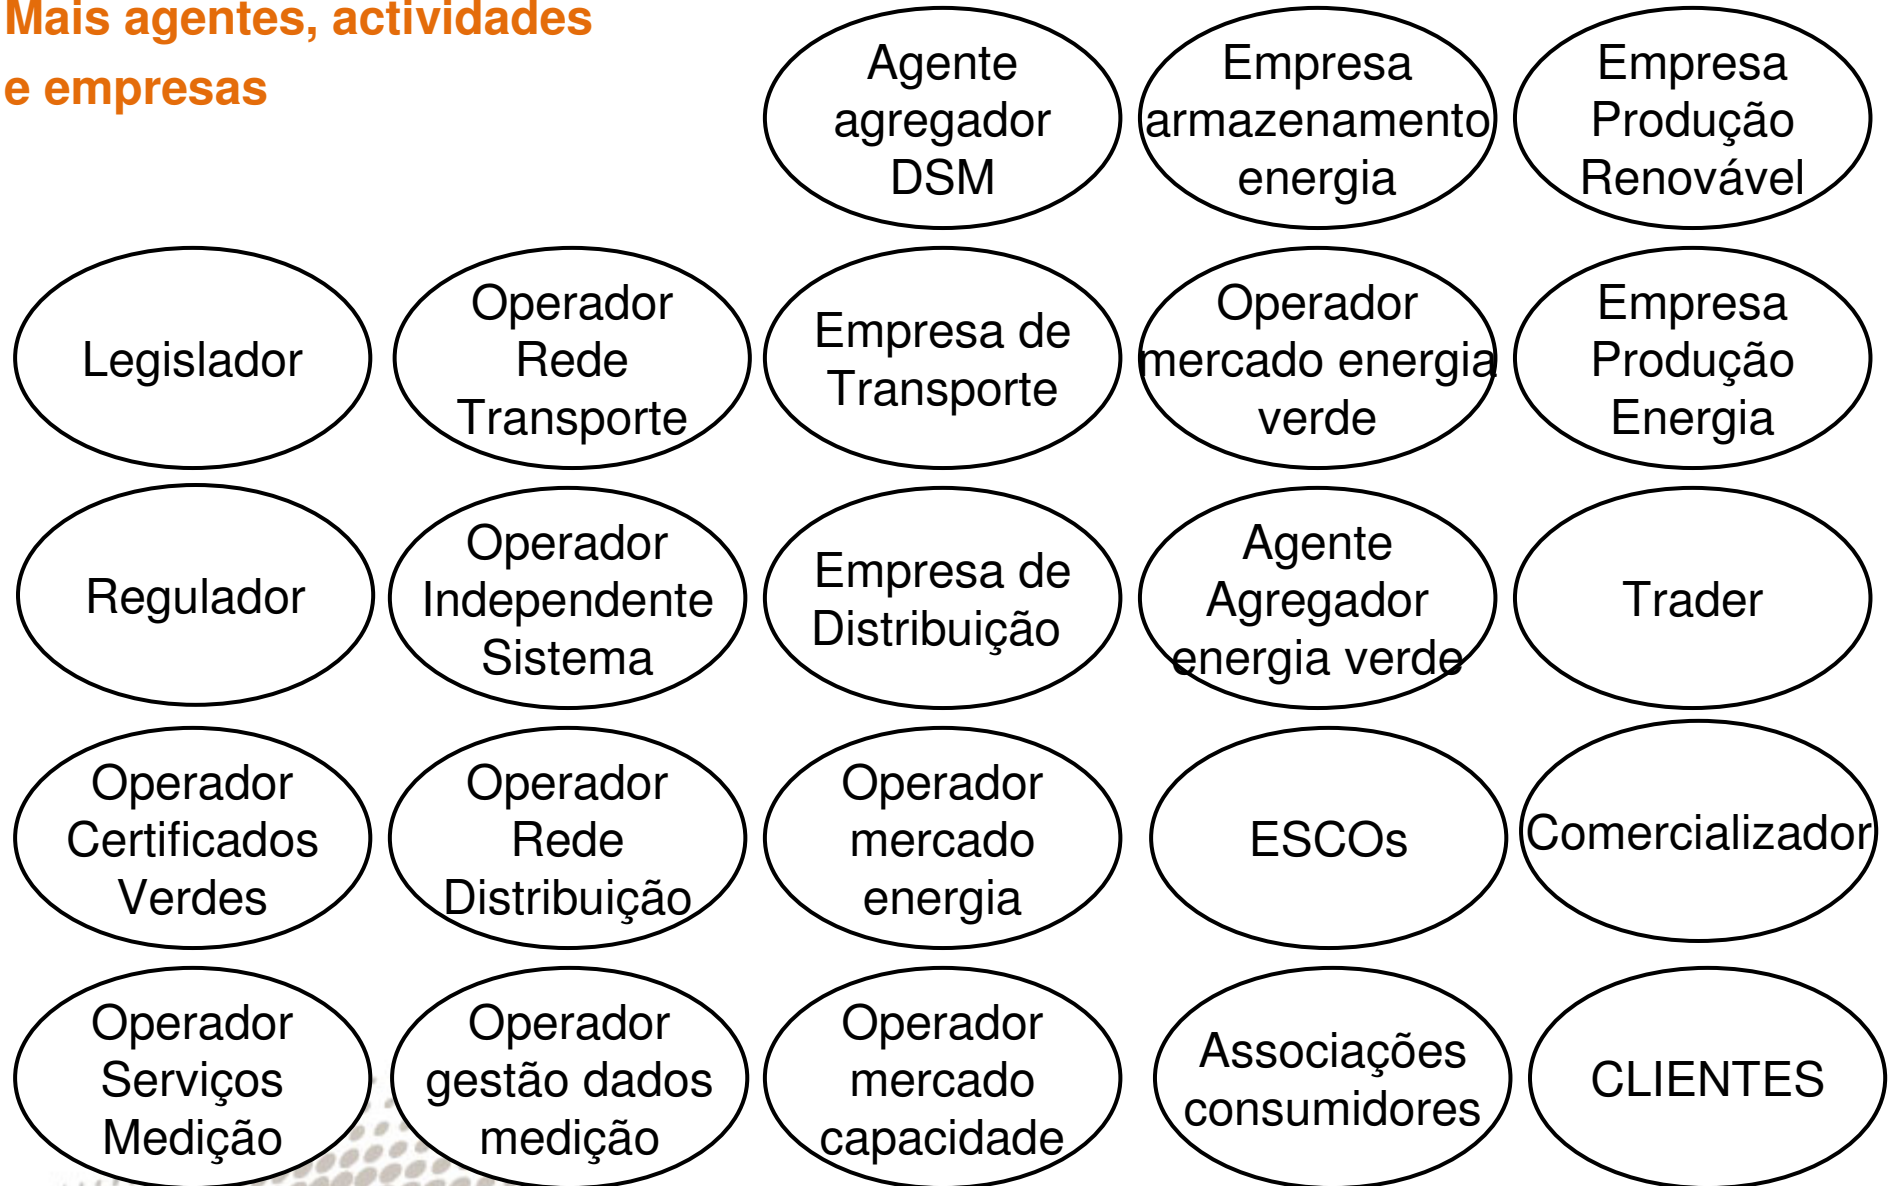 Mais agentes, actividades
e empresas
Agente
agregador
DSM
Empresa
armazenamento
energia
Empresa
Produção
Renovável
Legislador
Operador
Rede
Transporte
Empresa de
Transporte
Operador
mercado energia
verde
Empresa
Produção
Energia
Regulador
Operador
Independente
Sistema
Empresa de
Distribuição
Agente
Agregador
energia verde
Trader
Operador
Certificados
Verdes
Operador
Rede
Distribuição
Operador
mercado
energia
ESCOs
Comercializador
Operador
Serviços
Medição
Operador
gestão dados
medição
Operador
mercado
capacidade
Associações
consumidores
CLIENTES